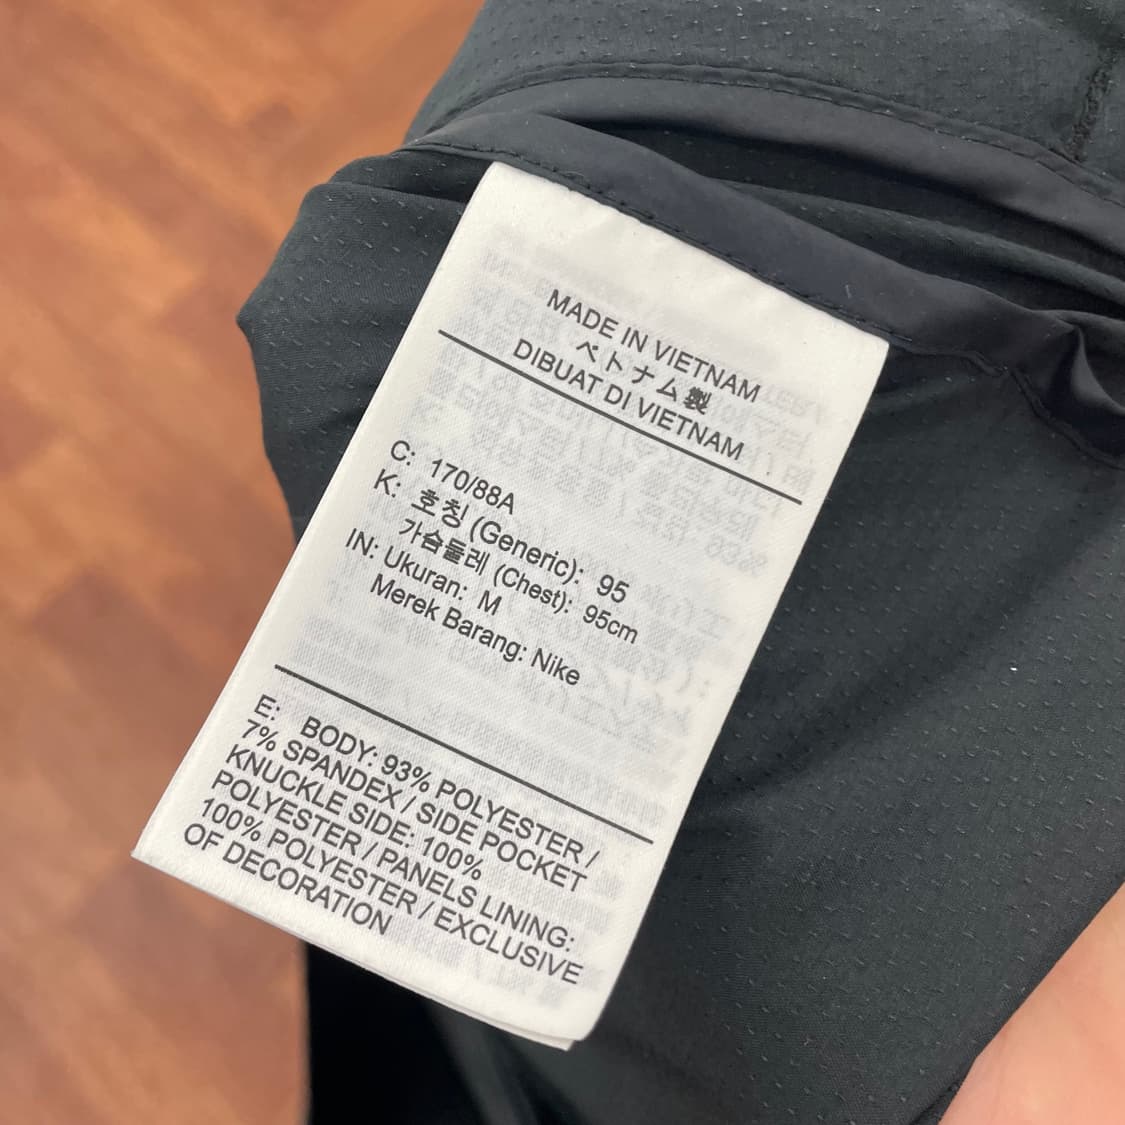 MADE IN VIETNAM
ベトナム製
DIBUAT DI VIETNAM
C: 170/88A
K: 호칭 (Generic): 95
가슴둘레 (Chest): 95cm
IN: Ukuran: M
Merek Barang: Nike
E: BODY: 93% POLYESTER /
7% SPANDEX / SIDE POCKET
KNUCKLE SIDE: 100%
POLYESTER / PANELS LINING:
100% POLYESTER / EXCLUSIVE
OF DECORATION